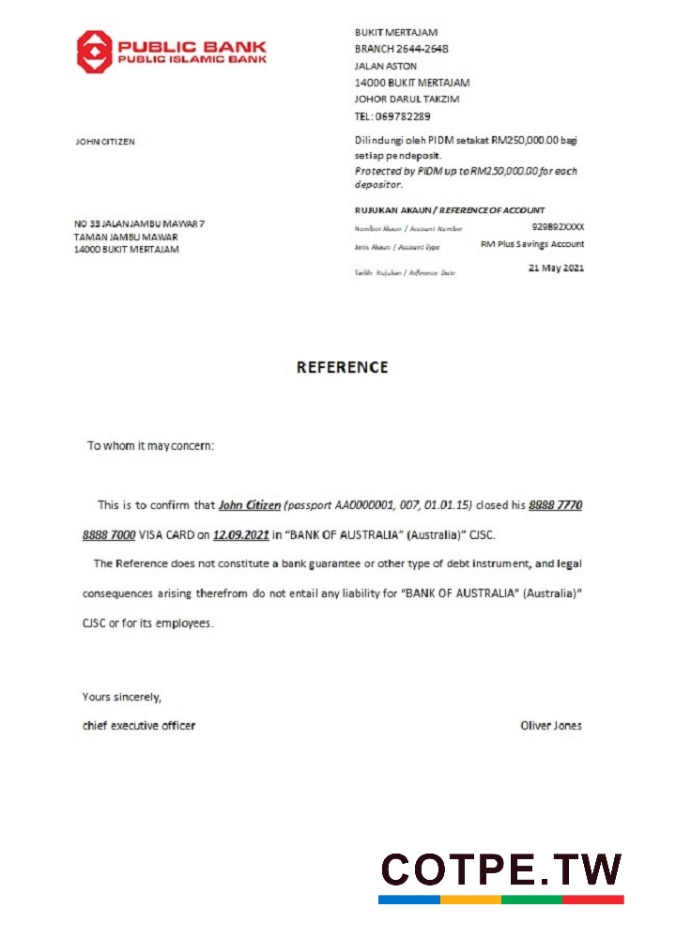 PUBLIC BANK
PUBLIC ISLAMIC BANK
BUKIT MERTAJAM
BRANCH 2644-2648
JALAN ASTON
14000 BUKIT MERTAJAM
JOHOR DARUL TAKZIM
TEL: 069782289
JOHN CITIZEN
Dilindungi oleh PIDM setakat RM250,000.00 bagi
setiap pendeposit.
Protected by PIDM up to RM250,000.00 for each
depositor.
NO 33 JALAN JAMBU MAWAR 7
TAMAN JAMBU MAWAR
14000 BUKIT MERTAJAM
RUJUKAN AKAUN / REFERENCE OF ACCOUNT
Nombor Akaun / Account Number 929892XXXX
Jenis Akaun / Account Type RM Plus Savings Account
Tarikh Rujukan / Reference Date 21 May 2021
REFERENCE
To whom it may concern:
This is to confirm that John Citizen (passport AA0000001, 007, 01.01.15) closed his 8888 7770
8888 7000 VISA CARD on 12.09.2021 in "BANK OF AUSTRALIA" (Australia)" CJSC.
The Reference does not constitute a bank guarantee or other type of debt instrument, and legal
consequences arising therefrom do not entail any liability for "BANK OF AUSTRALIA" (Australia)"
CJSC or for its employees.
Yours sincerely,
chief executive officer Oliver Jones
COTPE.TW